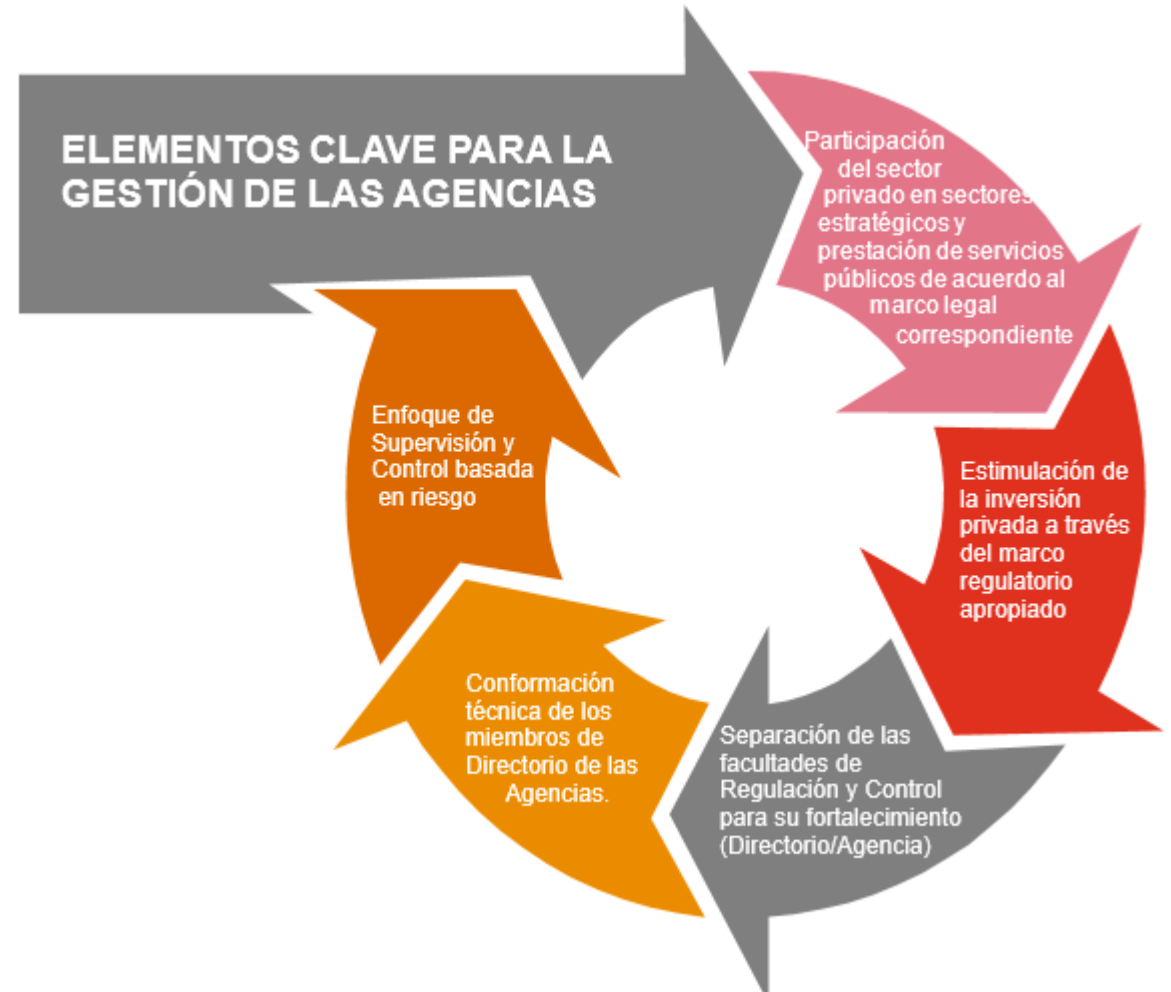 ELEMENTOS CLAVE PARA LA
GESTIÓN DE LAS AGENCIAS
Participación
del sector
privado en sectores
estratégicos y
prestación de servicios
públicos de acuerdo al
marco legal
correspondiente
Estimulación de
la inversión
privada a través
del marco
regulatorio
apropiado
Separación de las
facultades de
Regulación y Control
para su fortalecimiento
(Directorio/Agencia)
Conformación
técnica de los
miembros de
Directorio de las
Agencias.
Enfoque de
Supervisión y
Control basada
en riesgo